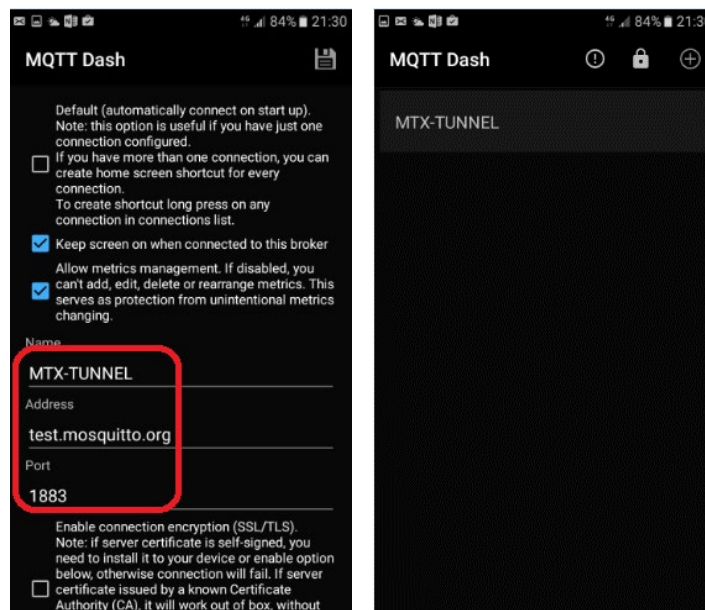 84% 21:30
MQTT Dash
Default (automatically connect on start up).
Note: this option is useful if you have just one
connection configured.
If you have more than one connection, you can
create home screen shortcut for every
connection.
To create shortcut long press on any
connection in connections list.
Keep screen on when connected to this broker
Allow metrics management. If disabled, you
can't add, edit, delete or rearrange metrics. This
serves as protection from unintentional metrics
changing.
Name
MTX-TUNNEL
Address
test.mosquitto.org
Port
1883
Enable connection encryption (SSL/TLS).
Note: if server certificate is self-signed, you
need to install it to your device or enable option
below, otherwise connection will fail. If server
certificate issued by a known Certificate
Authority (CA), it will work out of box, without
84% 21:3
MQTT Dash
MTX-TUNNEL